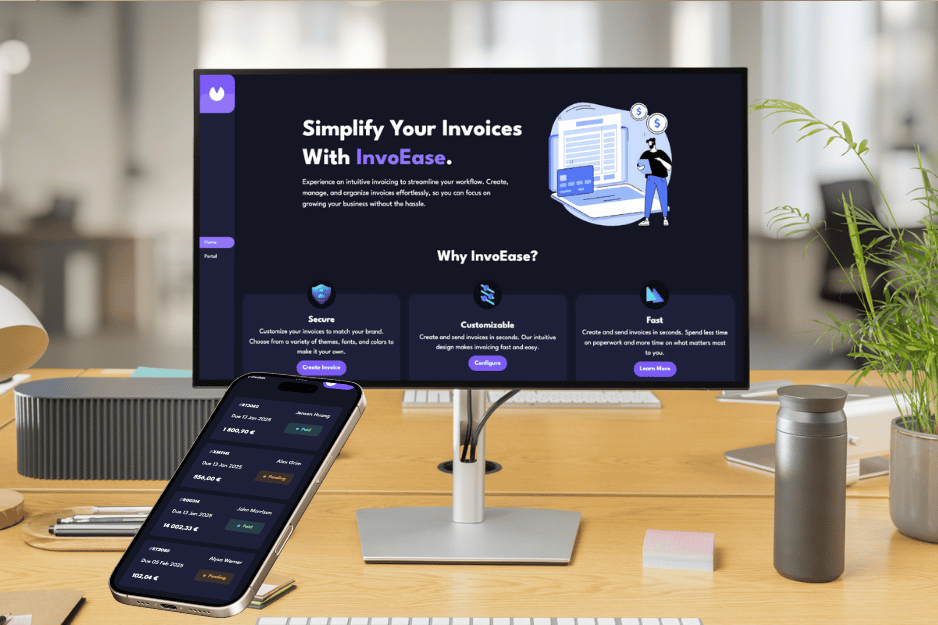 Simplify Your Invoices
With InvoEase.
Experience an intuitive invoicing to streamline your workflow. Create,
manage, and organize invoices effortlessly, so you can focus on
growing your business without the hassle.
$
$
Home
Portal
Why InvoEase?
Secure
Customize your invoices to match your brand.
Choose from a variety of themes, fonts, and colors to
make it your own.
Create Invoice
Customizable
Create and send invoices in seconds. Our intuitive
design makes invoicing fast and easy.
Configure
Fast
Create and send invoices in seconds. Spend less time
on paperwork and more time on what matters most
to you.
Learn More
Jensen Huang
Due 13 Jan 2025
1 800,90 €
Paid
Alex Grim
Due 13 Jan 2025
856,00 €
Pending
John Morrison
Due 13 Jan 2025
14 002,33 €
Paid
Alysa Werner
Due 05 Feb 2025
102,04 €
Pending